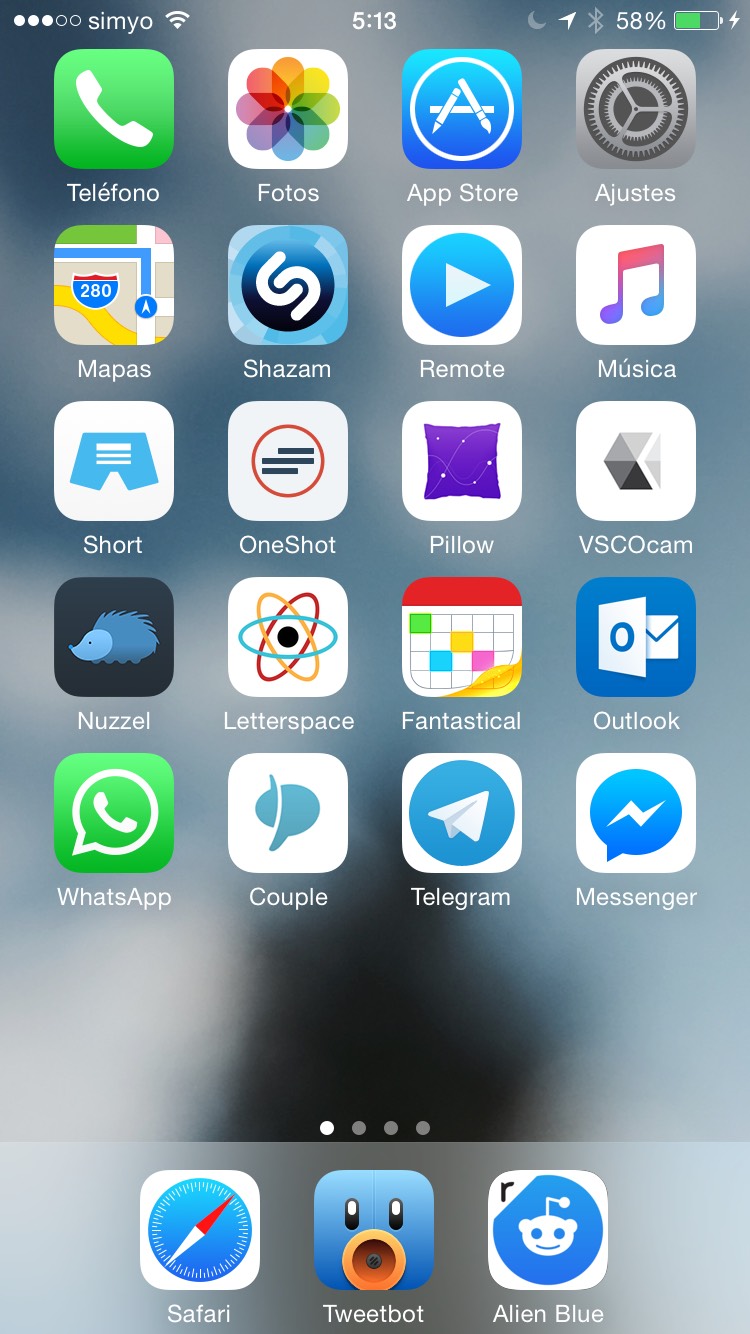 simyo 5:13 58%
Teléfono Fotos App Store Ajustes
280
Mapas Shazam Remote Música
Short OneShot Pillow VSCOcam
O
Nuzzel Letterspace Fantastical Outlook
WhatsApp Couple Telegram Messenger
r
Safari Tweetbot Alien Blue